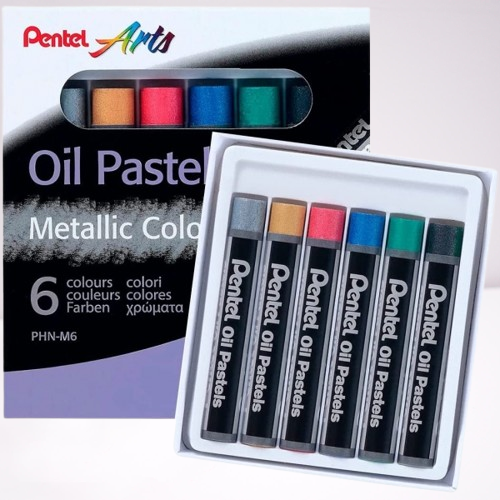 Pentel Arts
Oil Pastel
Metallic Colo
6 colours colori
couleurs colores
Farben χρώματα
PHN-M6
Pentel
Pentel Oil Pastels
Pentel Oil Pastels
Pentel Oil Pastels
Pentel Oil Pastels
Pentel Oil Pastels
Pentel Oil Pastels